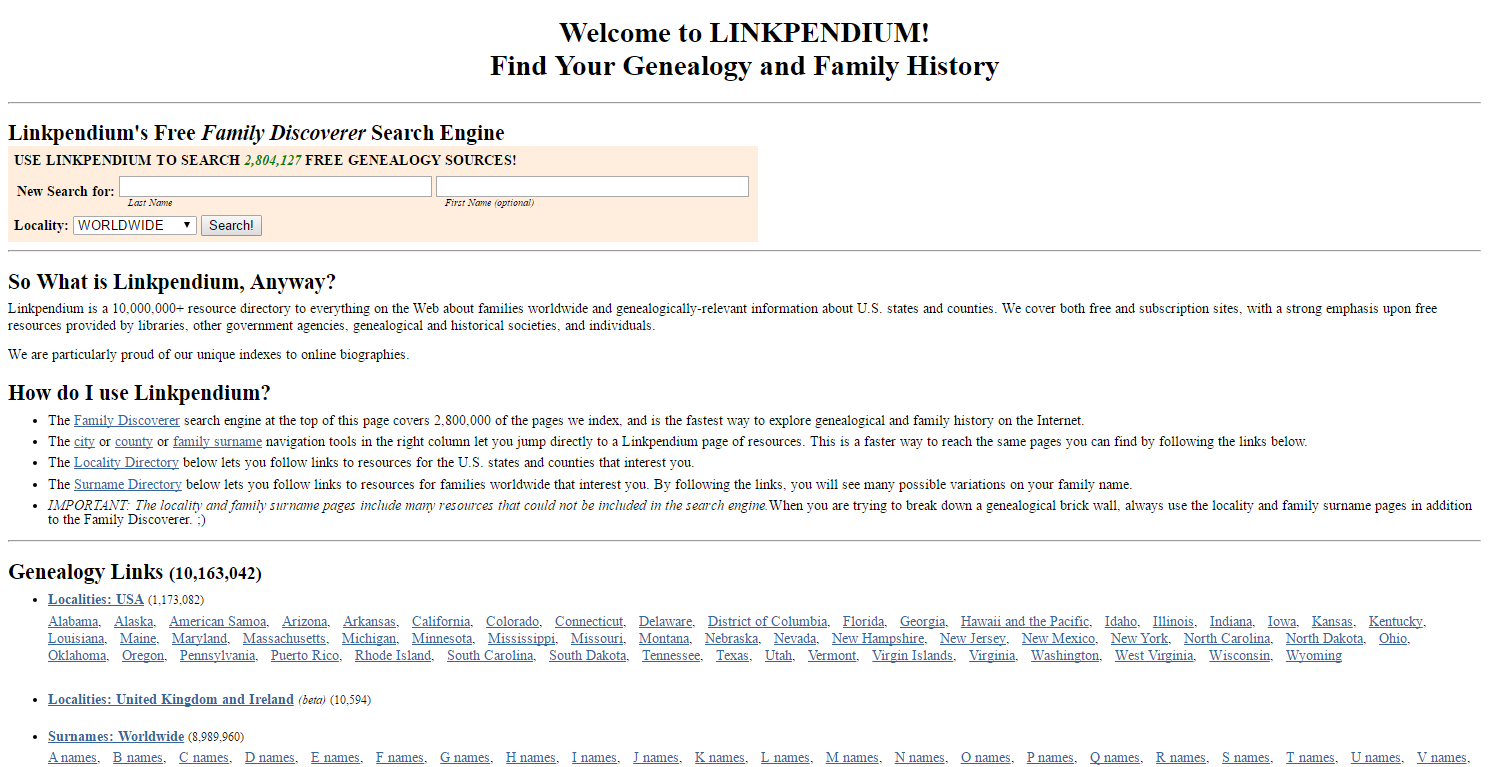 Welcome to LINKPENDIUM!
Find Your Genealogy and Family History
Linkpendium's Free Family Discoverer Search Engine
USE LINKPENDIUM TO SEARCH 2,804,127 FREE GENEALOGY SOURCES!
New Search for:
Last Name First Name (optional)
Locality: WORLDWIDE Search!
So What is Linkpendium, Anyway?
Linkpendium is a 10,000,000+ resource directory to everything on the Web about families worldwide and genealogically-relevant information about U.S. states and counties. We cover both free and subscription sites, with a strong emphasis upon free
resources provided by libraries, other government agencies, genealogical and historical societies, and individuals.
We are particularly proud of our unique indexes to online biographies.
How do I use Linkpendium?
• The Family Discoverer search engine at the top of this page covers 2,800,000 of the pages we index, and is the fastest way to explore genealogical and family history on the Internet.
• The city or county or family surname navigation tools in the right column let you jump directly to a Linkpendium page of resources. This is a faster way to reach the same pages you can find by following the links below.
• The Locality Directory below lets you follow links to resources for the U.S. states and counties that interest you.
• The Surname Directory below lets you follow links to resources for families worldwide that interest you. By following the links, you will see many possible variations on your family name.
• IMPORTANT: The locality and family surname pages include many resources that could not be included in the search engine.When you are trying to break down a genealogical brick wall, always use the locality and family surname pages in addition
to the Family Discoverer. ;)
Genealogy Links (10,163,042)
• Localities: USA (1,173,082)
Alabama, Alaska, American Samoa, Arizona, Arkansas, California, Colorado, Connecticut, Delaware, District of Columbia, Florida, Georgia, Hawaii and the Pacific, Idaho, Illinois, Indiana, Iowa, Kansas, Kentucky,
Louisiana, Maine, Maryland, Massachusetts, Michigan, Minnesota, Mississippi, Missouri, Montana, Nebraska, Nevada, New Hampshire, New Jersey, New Mexico, New York, North Carolina, North Dakota, Ohio,
Oklahoma, Oregon, Pennsylvania, Puerto Rico, Rhode Island, South Carolina, South Dakota, Tennessee, Texas, Utah, Vermont, Virgin Islands, Virginia, Washington, West Virginia, Wisconsin, Wyoming
• Localities: United Kingdom and Ireland (beta) (10,594)
• Surnames: Worldwide (8,989,960)
A names, B names, C names, D names, E names, F names, G names, H names, I names, J names, K names, L names, M names, N names, O names, P names, Q names, R names, S names, T names, U names, V names,